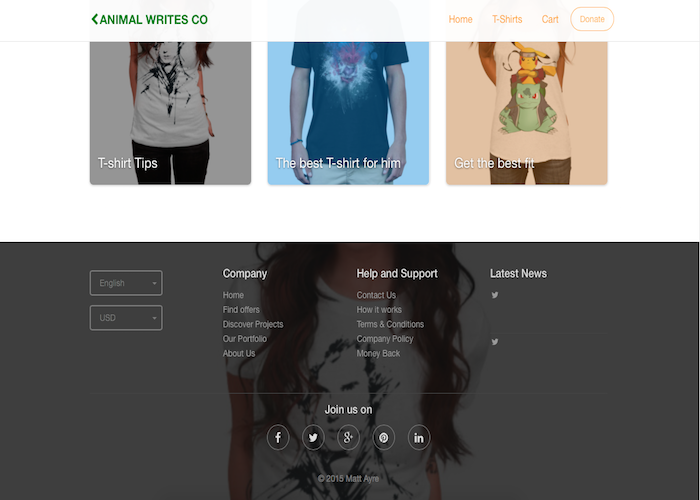 ANIMAL WRITES CO
Home
T-Shirts
Cart
Donate
T-shirt Tips
The best T-shirt for him
Get the best fit
English
USD
Company
Home
Find offers
Discover Projects
Our Portfolio
About Us
Help and Support
Contact Us
How it works
Terms & Conditions
Company Policy
Money Back
Latest News
Join us on
© 2015 Matt Ayre